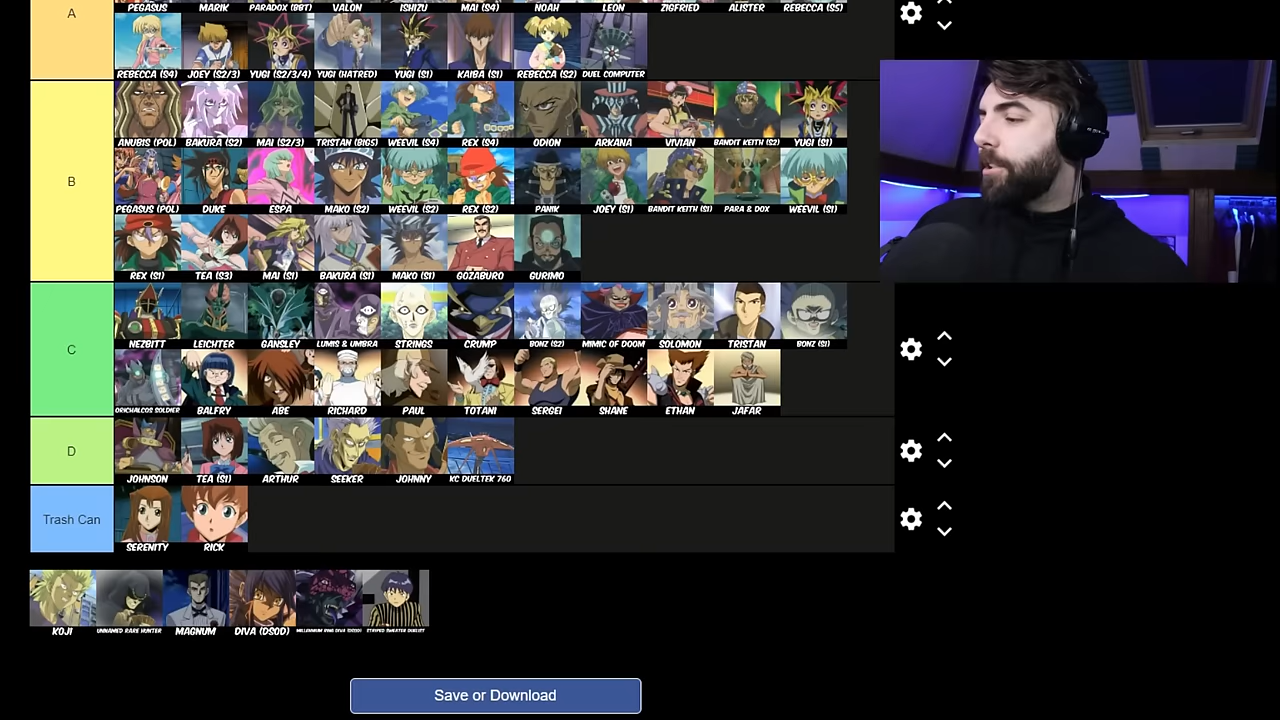 A
PEGASUS MARIK PARADOX (BBT) VALON ISHIZU MAI (S4) NOAH LEON ZIGFRIED ALISTER REBECCA (S5)
REBECCA (S4) JOEY (S2/3) YUGI (S2/3/4) YUGI (HATRED) YUGI (S1) KAIBA (S1) REBECCA (S2) DUEL COMPUTER
B
ANUBIS (POL) BAKURA (S2) MAI (S2/3) TRISTAN (BIG5) WEEVIL (S4) REX (S4) ODION ARKANA VIVIAN BANDIT KEITH (S2) YUGI (S1)
PEGASUS (POL) DUKE ESPA MAKO (S2) WEEVIL (S2) REX (S2) PANIK JOEY (S1) BANDIT KEITH (S1) PARA & DOX WEEVIL (S1)
REX (S1) TEA (S3) MAI (S1) BAKURA (S1) MAKO (S1) GOZABURO GURIMO
C
NEZBITT LEICHTER GANSLEY LUMIS & UMBRA STRINGS CRUMP BONZ (S2) MIMIC OF DOOM SOLOMON TRISTAN BONZ (S1)
ORICHALCOS SOLDIER BALFRY ABE RICHARD PAUL TOTANI SERGEI SHANE ETHAN JAFAR
D
JOHNSON TEA (S1) ARTHUR SEEKER JOHNNY KC DUELTEK 760
Trash Can
SERENITY RICK
KOJI UNNAMED RARE HUNTER MAGNUM DIVA (DSOD) MILLENNIUM RING DIVA (DSOD) STRIPED SWEATER DUELIST
Save or Download